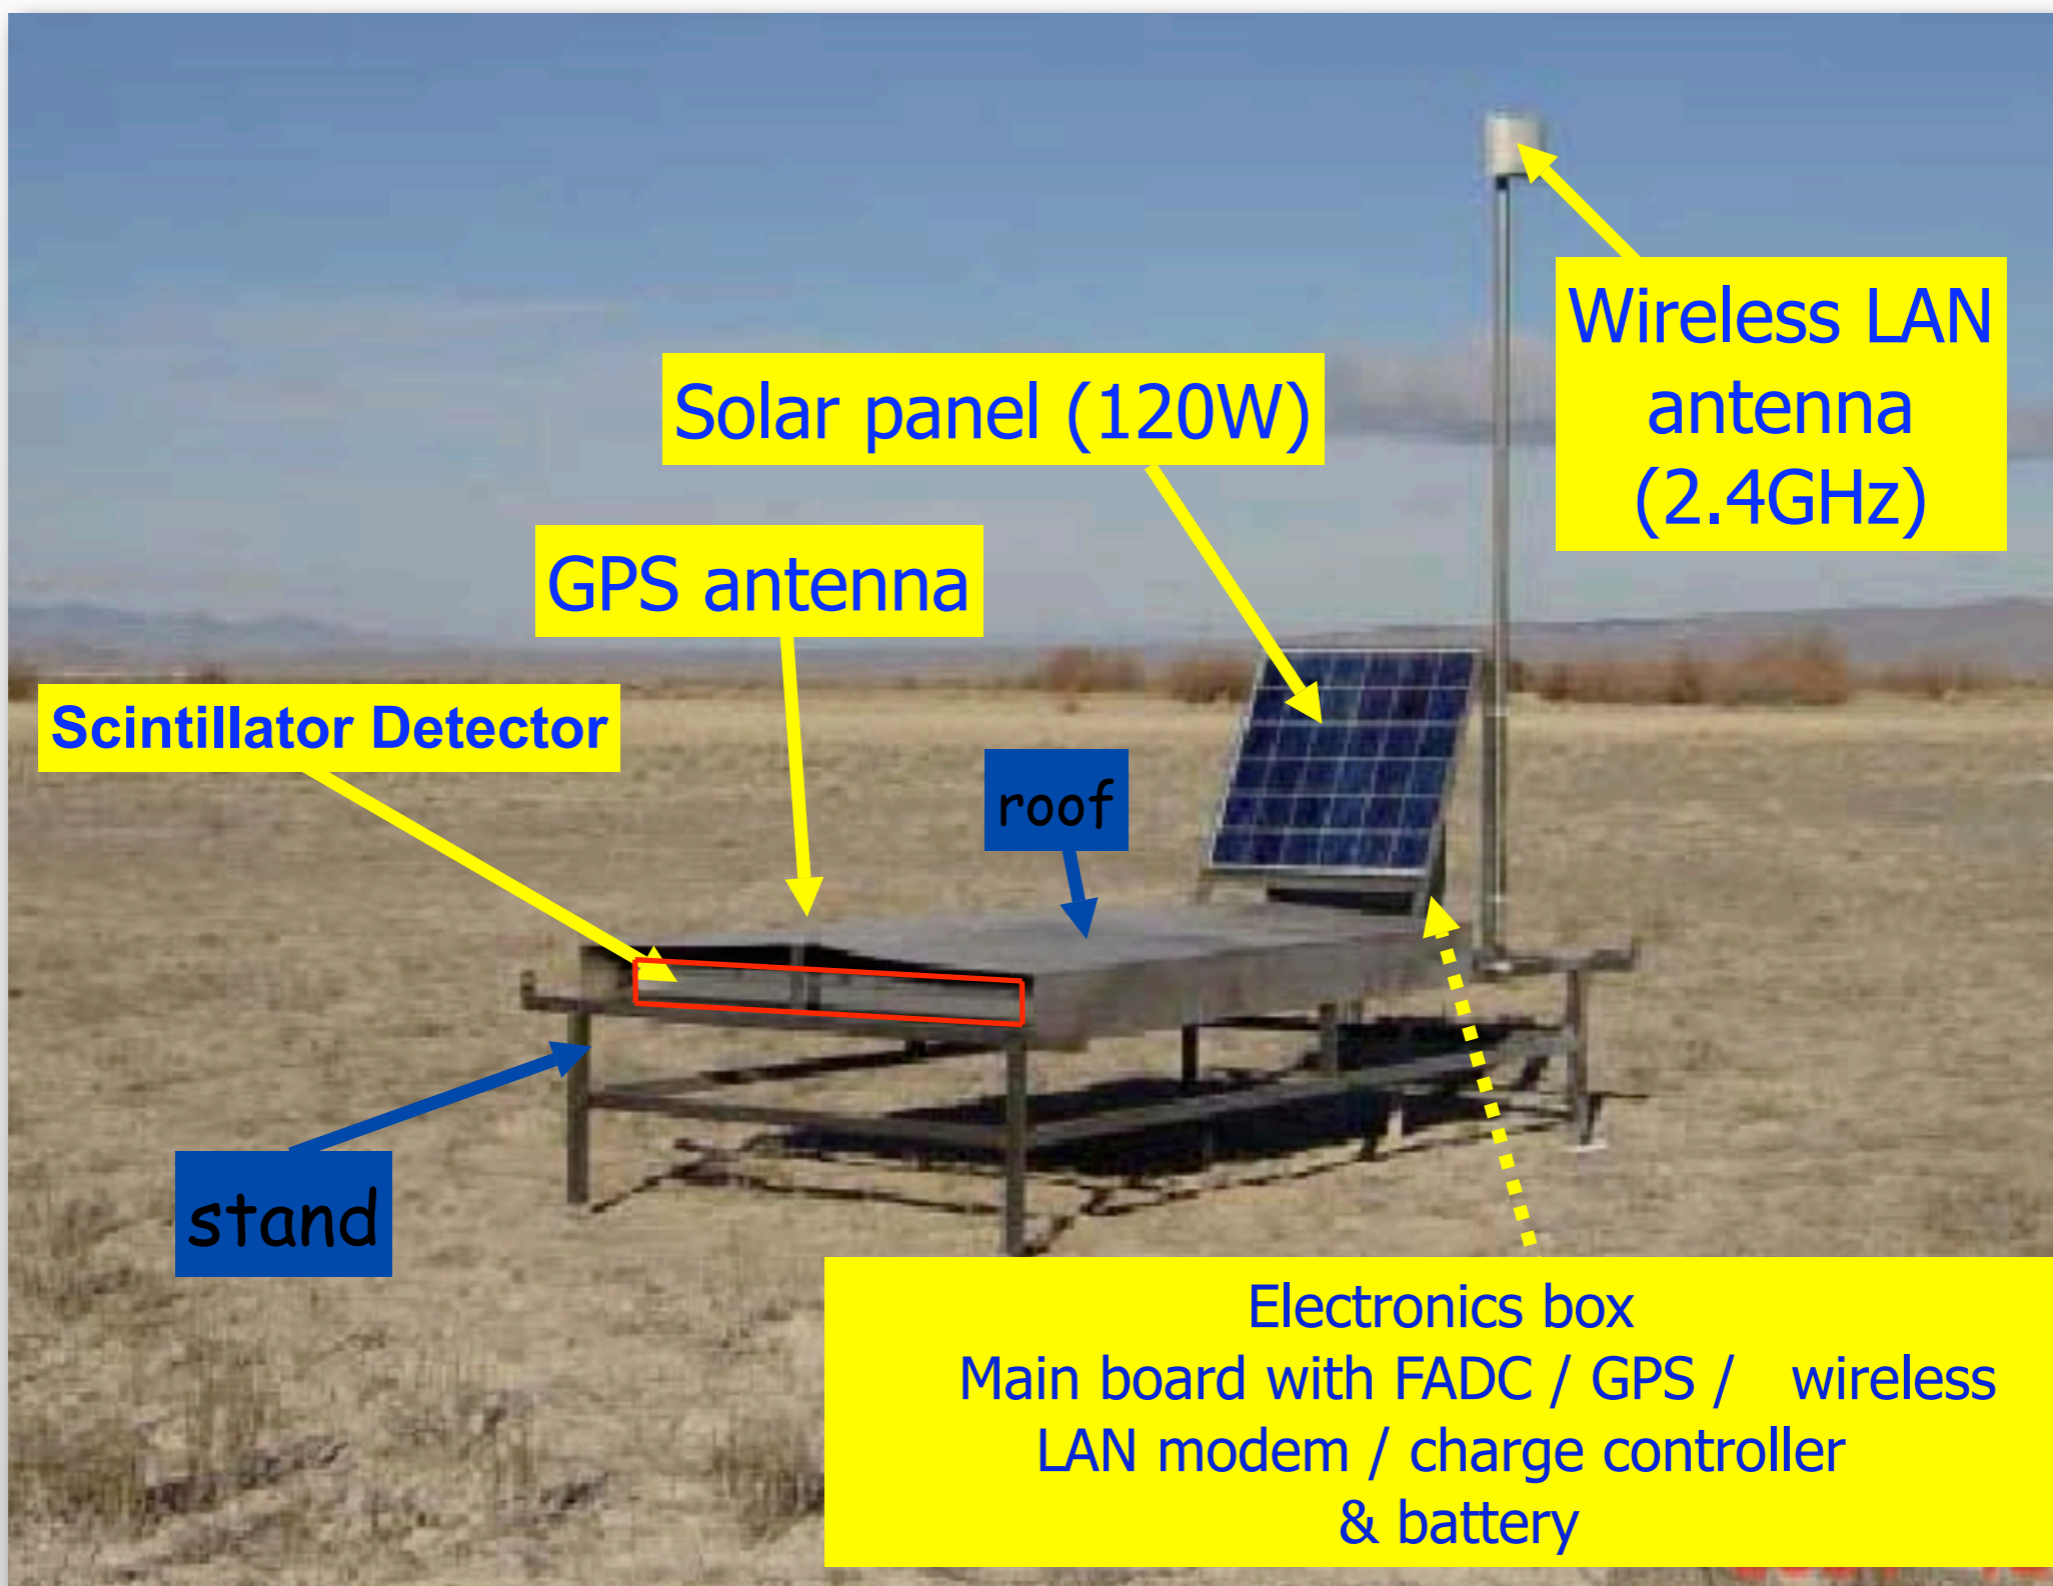 Wireless LAN
antenna
(2.4GHz)
Solar panel (120W)
GPS antenna
Scintillator Detector
roof
stand
Electronics box
Main board with FADC / GPS / wireless
LAN modem / charge controller
& battery